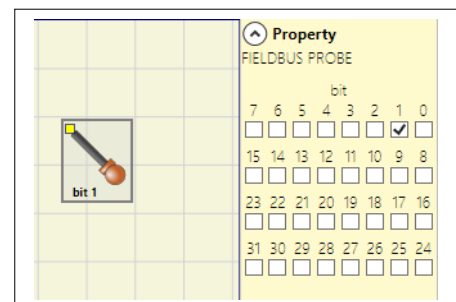 Property
FIELDBUS PROBE
bit
7 6 5 4 3 2 1 0
15 14 13 12 11 10 9 8
23 22 21 20 19 18 17 16
31 30 29 28 27 26 25 24
bit 1